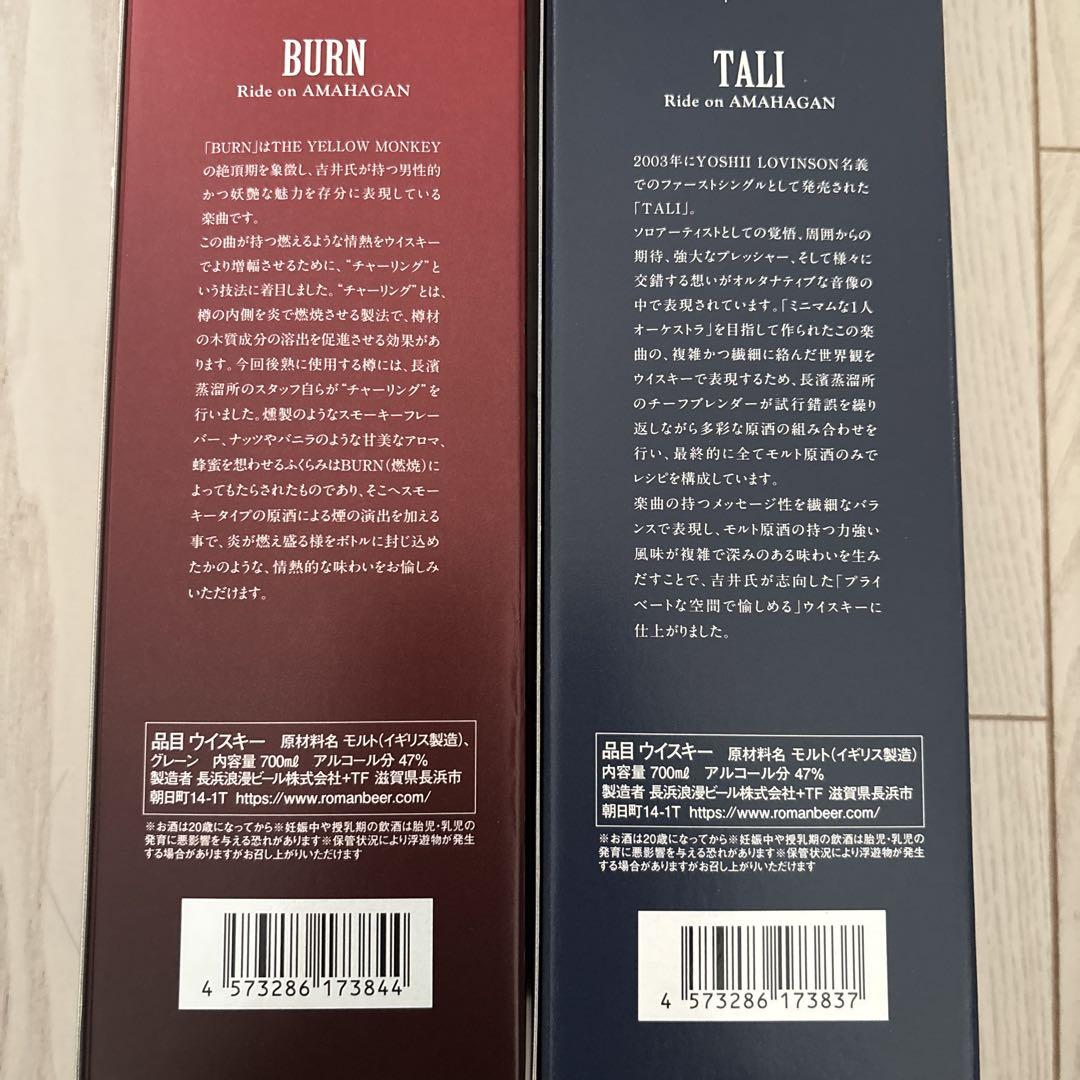 BURN
Ride on AMAHAGAN
「BURN」はTHE YELLOW MONKEY
の絶頂期を象徴し、吉井氏が持つ男性的
かつ妖艶な魅力を存分に表現している
楽曲です。
この曲が持つ燃えるような情熱をウイスキー
でより増幅させるために、“チャーリング”と
いう技法に着目しました。“チャーリング”とは、
樽の内側を炎で燃焼させる製法で、樽材
の木質成分の溶出を促進させる効果があ
ります。今回後熟に使用する樽には、長濱
蒸溜所のスタッフ自らが“チャーリング”を
行いました。燻製のようなスモーキーフレー
バー、ナッツやバニラのような甘美なアロマ、
蜂蜜を想わせるふくらみはBURN(燃焼)に
よってもたらされたものであり、そこへスモー
キータイプの原酒による煙の演出を加える
事で、炎が燃え盛る様をボトルに封じ込め
たかのような、情熱的な味わいをお愉しみ
いただけます。
品目 ウイスキー 原材料名 モルト(イギリス製造)、
グレーン 内容量 700㎖ アルコール分 47%
製造者 長浜浪漫ビール株式会社+TF 滋賀県長浜市
朝日町14-1T https://www.romanbeer.com/
※お酒は20歳になってから※妊娠中や授乳期の飲酒は胎児・乳児の
発育に悪影響を与える恐れがあります※保管状況により浮遊物が発生
する場合がありますがお召し上がりいただけます
4 573286 173844
TALI
Ride on AMAHAGAN
2003年にYOSHII LOVINSON名義
でのファーストシングルとして発売された
「TALI」。
ソロアーティストとしての覚悟、周囲からの
期待、強大なプレッシャー、そして様々に
交錯する想いがオルタナティブな音像の
中で表現されています。「ミニマムな1人
オーケストラ」を目指して作られたこの楽
曲の、複雑かつ繊細に絡んだ世界観を
ウイスキーで表現するため、長濱蒸溜所
のチーフブレンダーが試行錯誤を繰り
返しながら多彩な原酒の組み合わせを
行い、最終的に全てモルト原酒のみで
レシピを構成しています。
楽曲の持つメッセージ性を繊細なバラ
ンスで表現し、モルト原酒の持つ力強い
風味が複雑で深みのある味わいを生み
だすことで、吉井氏が志向した「プライ
ベートな空間で愉しめる」ウイスキーに
仕上がりました。
品目 ウイスキー 原材料名 モルト(イギリス製造)
内容量 700㎖ アルコール分 47%
製造者 長浜浪漫ビール株式会社+TF 滋賀県長浜市
朝日町14-1T https://www.romanbeer.com/
※お酒は20歳になってから※妊娠中や授乳期の飲酒は胎児・乳児の
発育に悪影響を与える恐れがあります※保管状況により浮遊物が発生
する場合がありますがお召し上がりいただけます
4 573286 173837